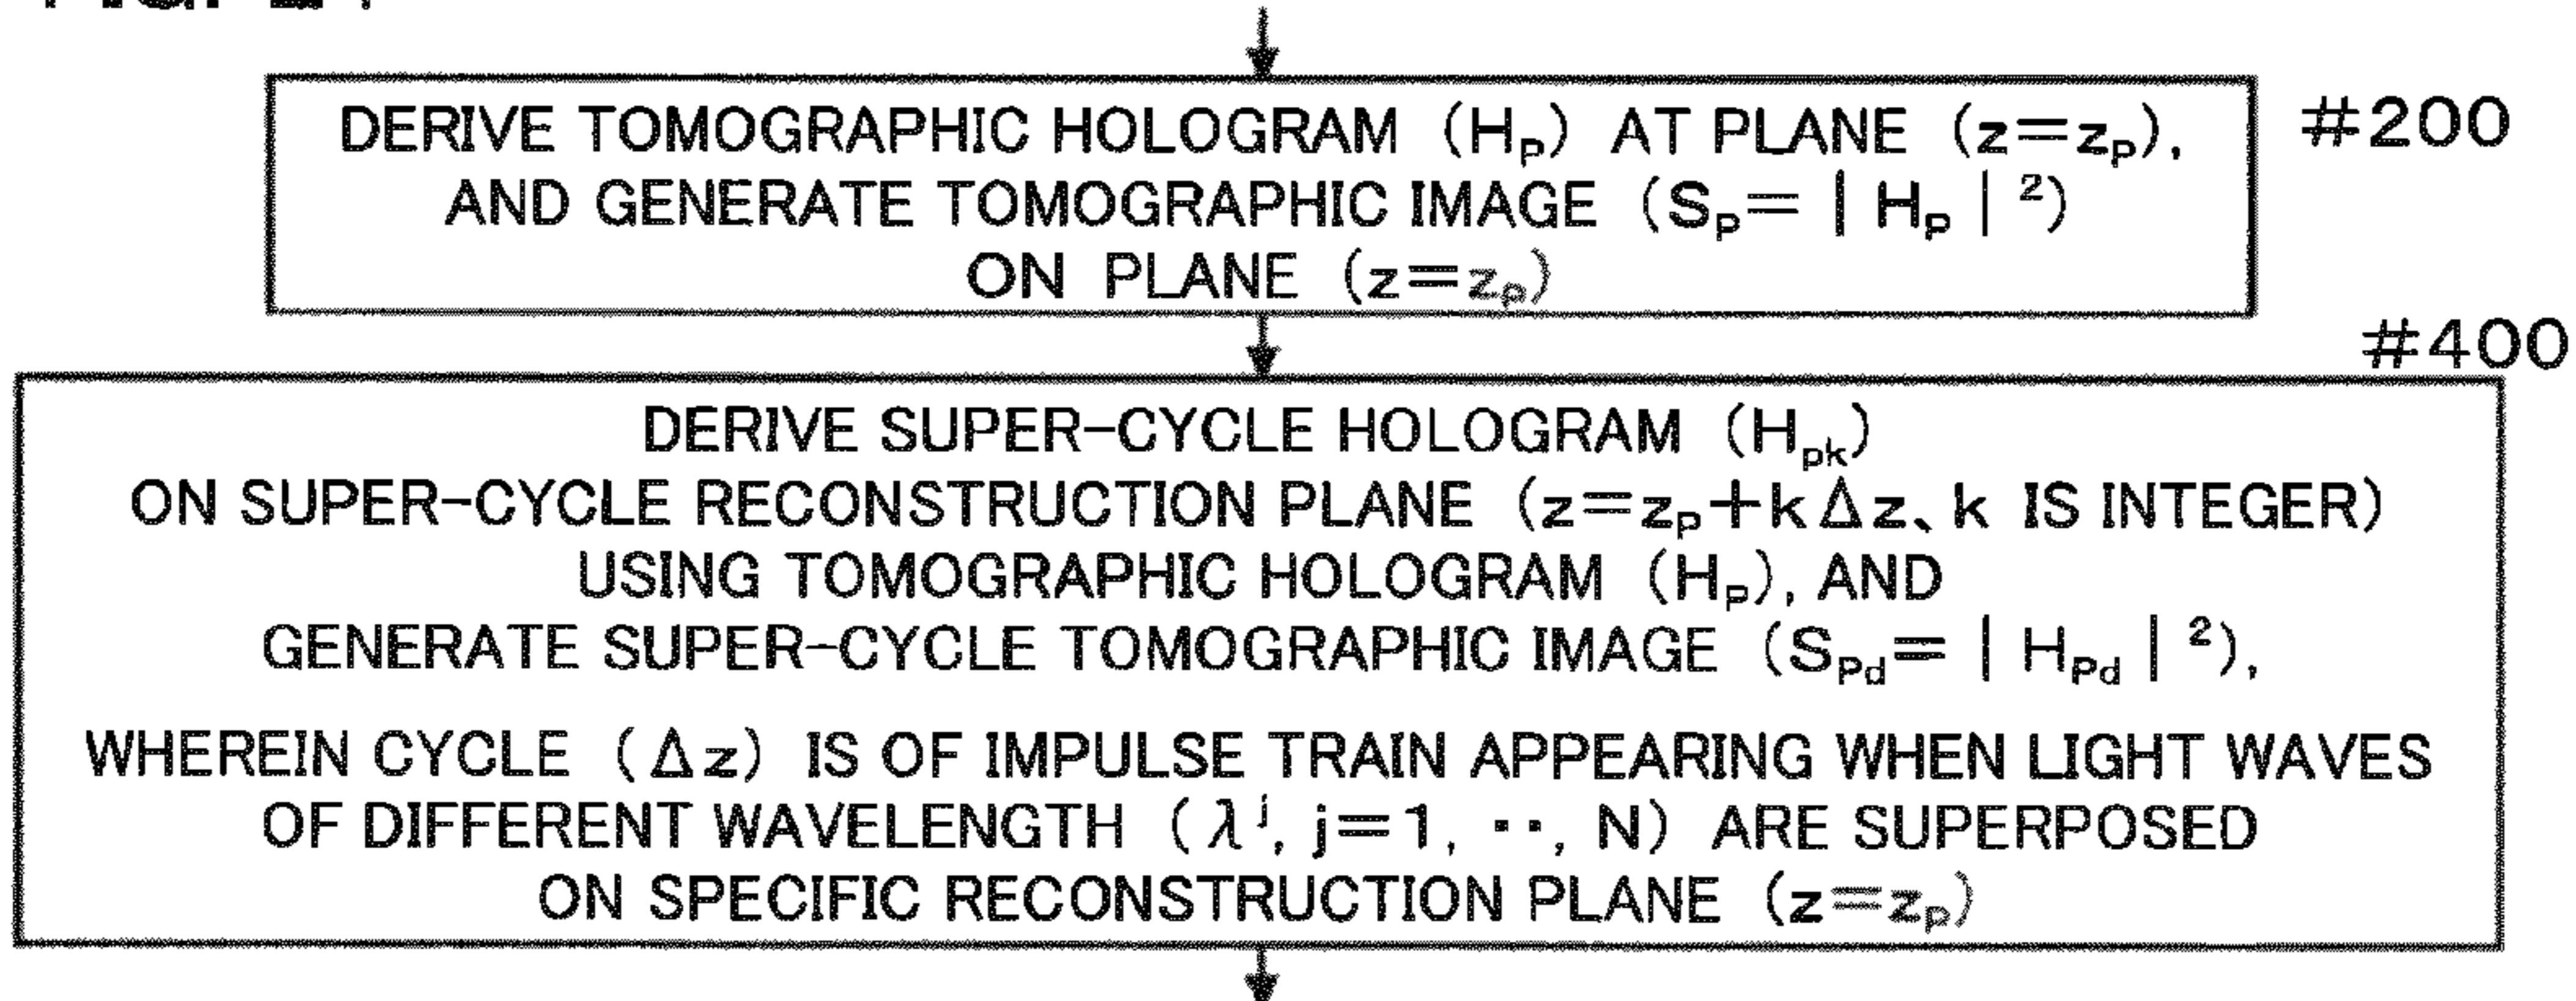 DERIVE TOMOGRAPHIC HOLOGRAM (Hₚ) AT PLANE (z=zₚ),
#200
AND GENERATE TOMOGRAPHIC IMAGE (Sₚ=|Hₚ|²)
ON PLANE (z=zₚ)
#400
DERIVE SUPER-CYCLE HOLOGRAM (Hₚₖ)
ON SUPER-CYCLE RECONSTRUCTION PLANE (z=zₚ+kΔz、k IS INTEGER)
USING TOMOGRAPHIC HOLOGRAM (Hₚ), AND
GENERATE SUPER-CYCLE TOMOGRAPHIC IMAGE (S_Pd=|H_Pd|²),
WHEREIN CYCLE (Δz) IS OF IMPULSE TRAIN APPEARING WHEN LIGHT WAVES
OF DIFFERENT WAVELENGTH (λʲ, j=1, ··, N) ARE SUPERPOSED
ON SPECIFIC RECONSTRUCTION PLANE (z=zₚ)